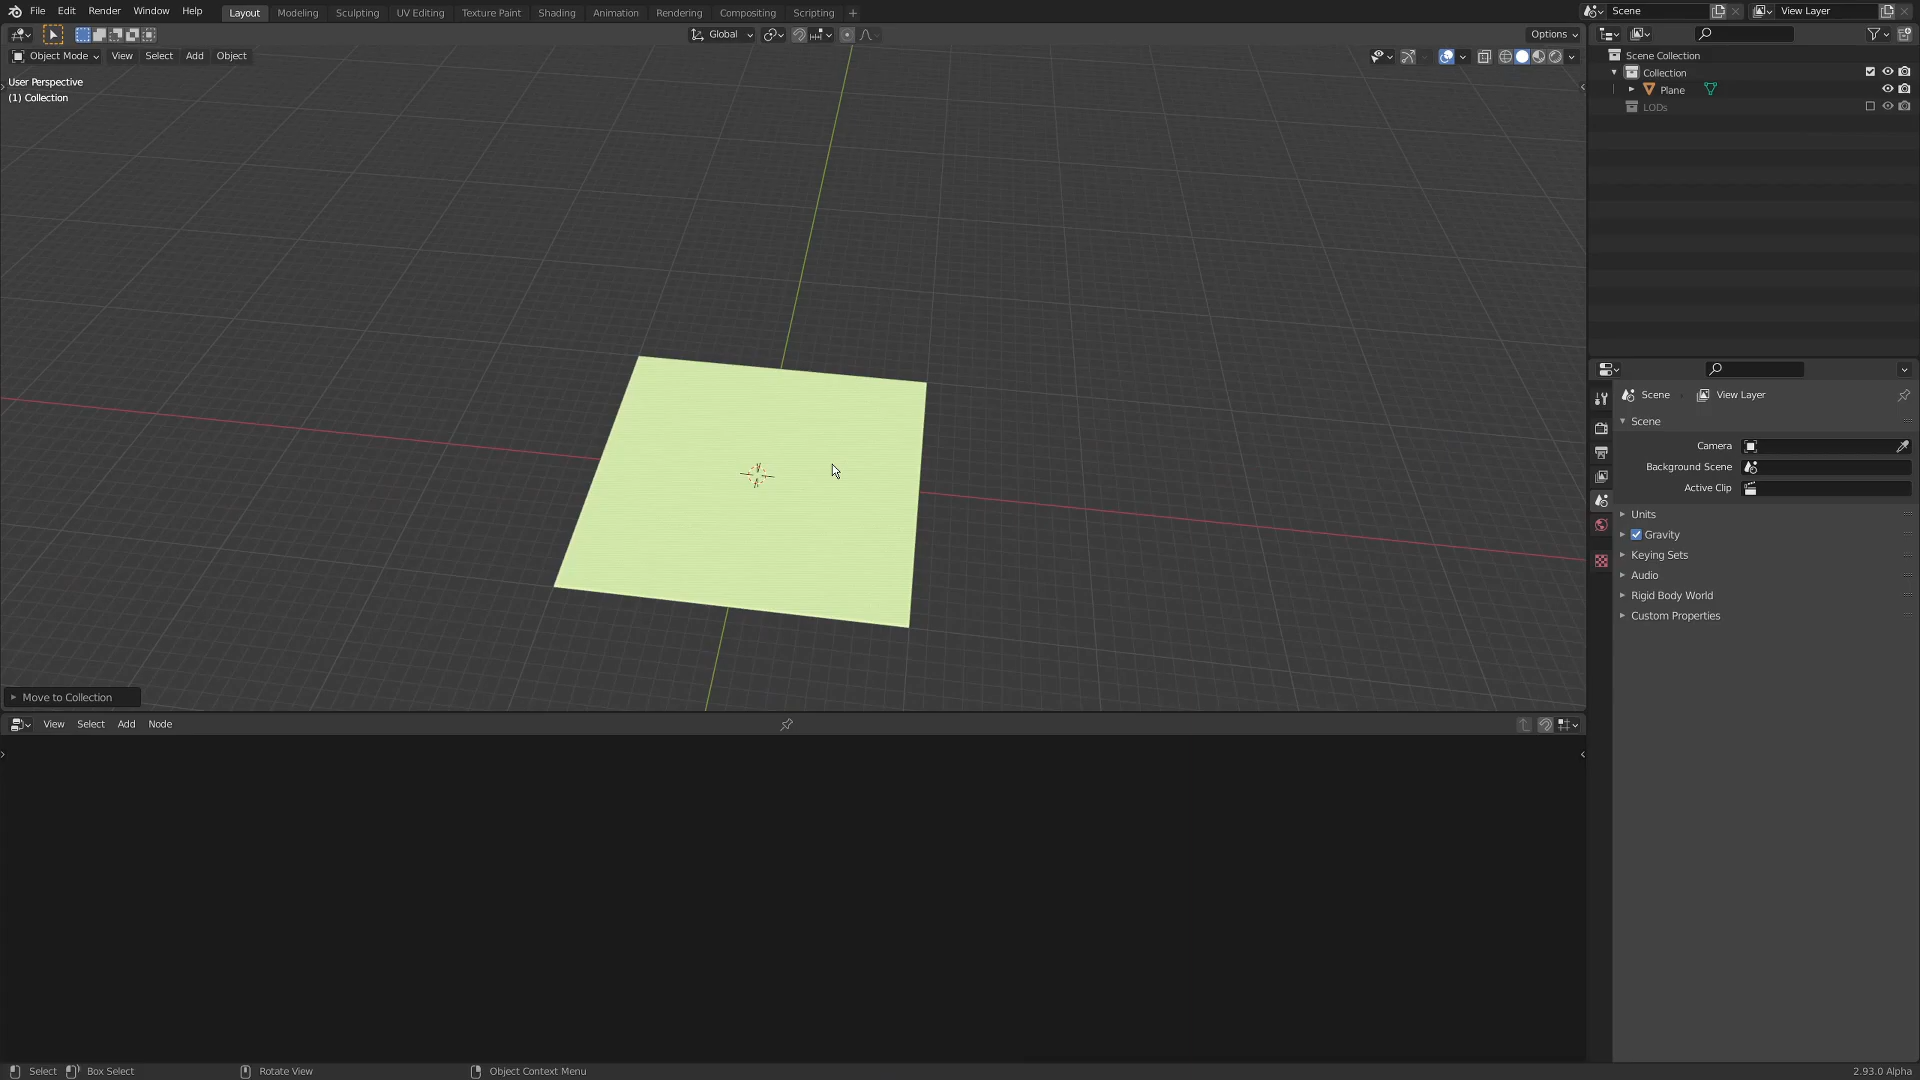 File Edit Render Window Help Layout Modeling Sculpting UV Editing Texture Paint Shading Animation Rendering Compositing Scripting + Scene View Layer
Global Options
Object Mode View Select Add Object
User Perspective
(1) Collection
Move to Collection
View Select Add Node
Scene Collection
Collection
Plane
LODs
Scene View Layer
Scene
Camera
Background Scene
Active Clip
Units
Gravity
Keying Sets
Audio
Rigid Body World
Custom Properties
Select Box Select Rotate View Object Context Menu 2.93.0 Alpha